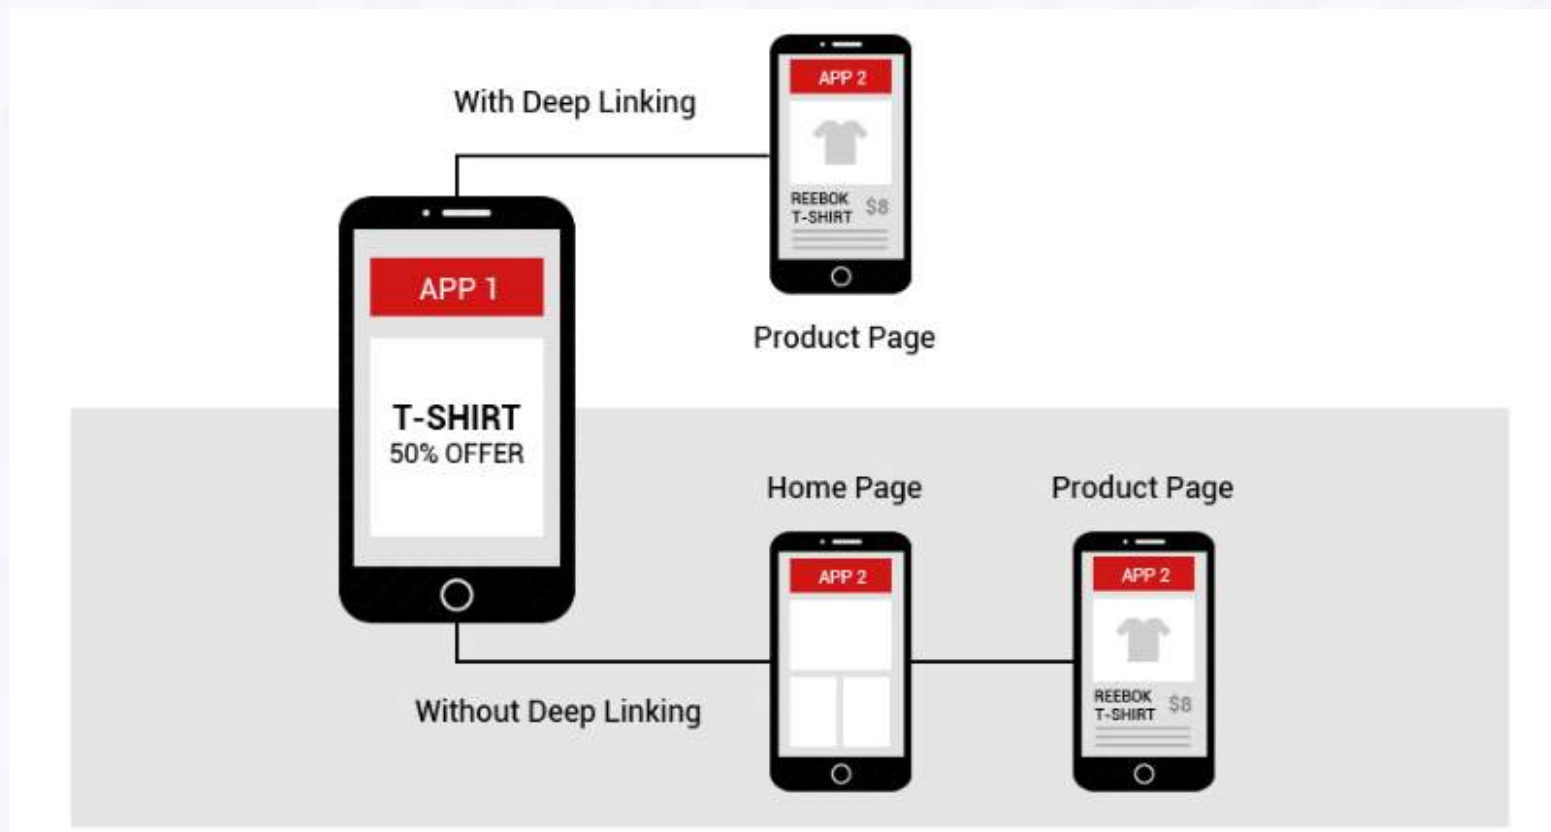 With Deep Linking
APP 2
REEBOK
T-SHIRT
$8
Product Page
APP 1
T-SHIRT
50% OFFER
Home Page
Product Page
APP 2
APP 2
REEBOK
T-SHIRT
$8
Without Deep Linking